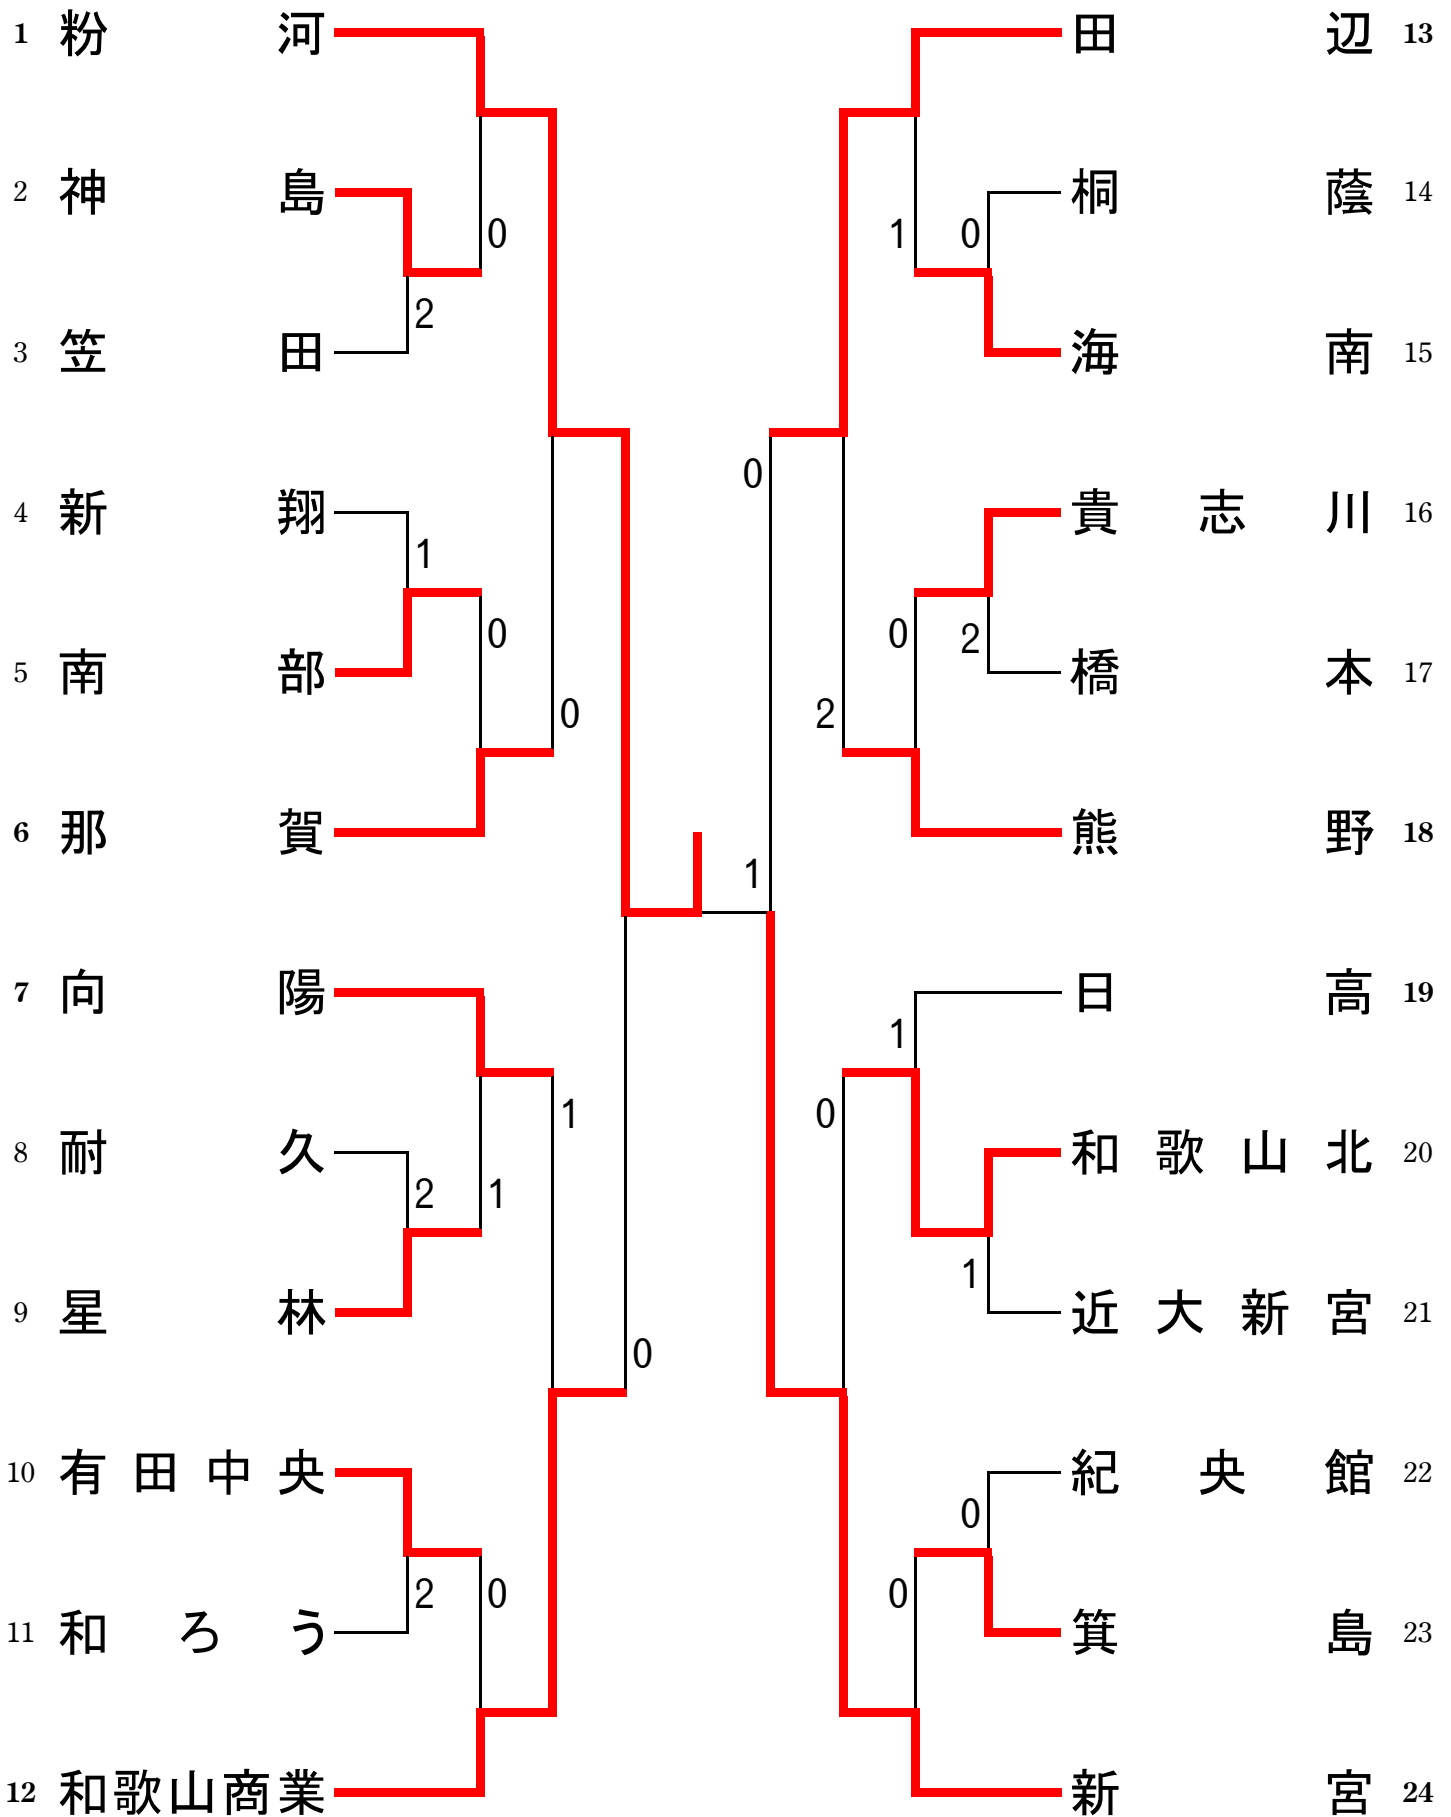 1 粉河
2 神島
3 笠田
4 新翔
5 南部
6 那賀
7 向陽
8 耐久
9 星林
10 有田中央
11 和ろう
12 和歌山商業
0
2
1
0
0
1
2
1
0
2
0
0
1
1
0
2
0
2
1
0
1
0
0
田辺 13
桐蔭 14
海南 15
貴志川 16
橋本 17
熊野 18
日高 19
和歌山北 20
近大新宮 21
紀央館 22
箕島 23
新宮 24